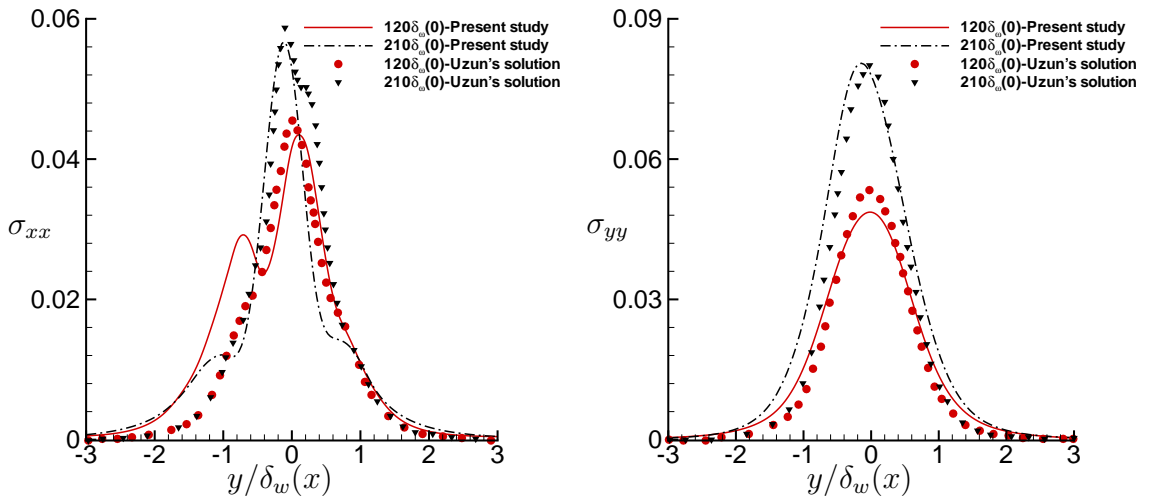 0.06
0.04
0.02
0
σxx
-3
-2
-1
0
1
2
3
y/δw(x)
120δω(0)-Present study
210δω(0)-Present study
120δω(0)-Uzun's solution
210δω(0)-Uzun's solution
0.09
0.06
0.03
0
σyy
-3
-2
-1
0
1
2
3
y/δw(x)
120δω(0)-Present study
210δω(0)-Present study
120δω(0)-Uzun's solution
210δω(0)-Uzun's solution